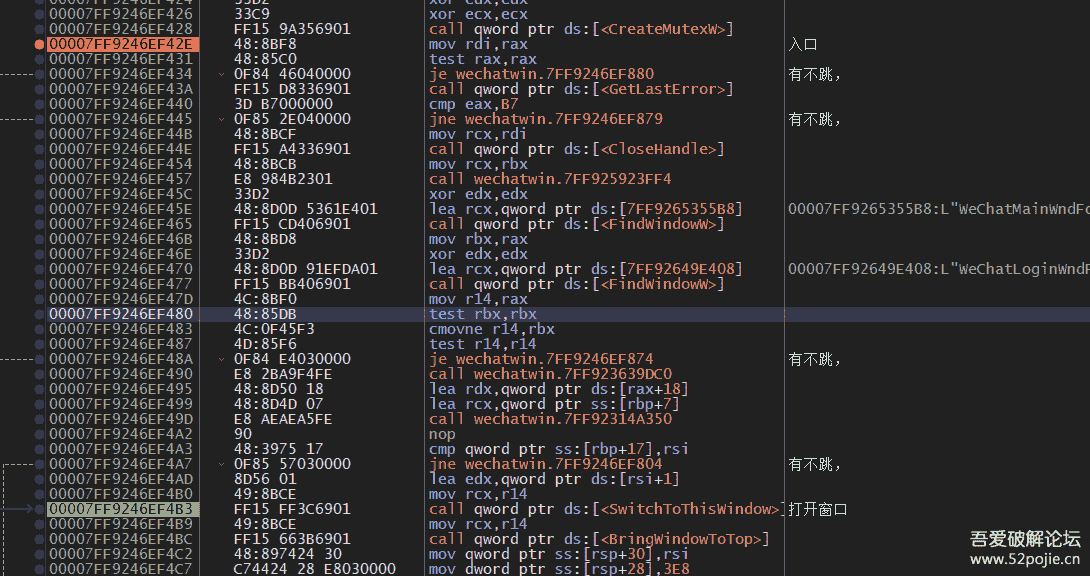 00007FF9246EF426 33C9 xor ecx,ecx
00007FF9246EF428 FF15 9A356901 call qword ptr ds:[<CreateMutexW>]
00007FF9246EF42E 48:8BF8 mov rdi,rax 入口
00007FF9246EF431 48:85C0 test rax,rax
00007FF9246EF434 0F84 46040000 je wechatwin.7FF9246EF880 有不跳，
00007FF9246EF43A FF15 D8336901 call qword ptr ds:[<GetLastError>]
00007FF9246EF440 3D B7000000 cmp eax,B7
00007FF9246EF445 0F85 2E040000 jne wechatwin.7FF9246EF879 有不跳，
00007FF9246EF44B 48:8BCF mov rcx,rdi
00007FF9246EF44E FF15 A4336901 call qword ptr ds:[<CloseHandle>]
00007FF9246EF454 48:8BCB mov rcx,rbx
00007FF9246EF457 E8 984B2301 call wechatwin.7FF925923FF4
00007FF9246EF45C 33D2 xor edx,edx
00007FF9246EF45E 48:8D0D 5361E401 lea rcx,qword ptr ds:[7FF9265355B8] 00007FF9265355B8:L"WeChatMainWndFo
00007FF9246EF465 FF15 CD406901 call qword ptr ds:[<FindWindowW>]
00007FF9246EF46B 48:8BD8 mov rbx,rax
00007FF9246EF46E 33D2 xor edx,edx
00007FF9246EF470 48:8D0D 91EFDA01 lea rcx,qword ptr ds:[7FF92649E408] 00007FF92649E408:L"WeChatLoginWndF
00007FF9246EF477 FF15 BB406901 call qword ptr ds:[<FindWindowW>]
00007FF9246EF47D 4C:8BF0 mov r14,rax
00007FF9246EF480 48:85DB test rbx,rbx
00007FF9246EF483 4C:0F45F3 cmovne r14,rbx
00007FF9246EF487 4D:85F6 test r14,r14
00007FF9246EF48A 0F84 E4030000 je wechatwin.7FF9246EF874 有不跳，
00007FF9246EF490 E8 2BA9F4FE call wechatwin.7FF923639DC0
00007FF9246EF495 48:8D50 18 lea rdx,qword ptr ds:[rax+18]
00007FF9246EF499 48:8D4D 07 lea rcx,qword ptr ss:[rbp+7]
00007FF9246EF49D E8 AEAEA5FE call wechatwin.7FF92314A350
00007FF9246EF4A2 90 nop
00007FF9246EF4A3 48:3975 17 cmp qword ptr ss:[rbp+17],rsi
00007FF9246EF4A7 0F85 57030000 jne wechatwin.7FF9246EF804 有不跳，
00007FF9246EF4AD 8D56 01 lea edx,qword ptr ds:[rsi+1]
00007FF9246EF4B0 49:8BCE mov rcx,r14
00007FF9246EF4B3 FF15 FF3C6901 call qword ptr ds:[<SwitchToThisWindow>] 打开窗口
00007FF9246EF4B9 49:8BCE mov rcx,r14
00007FF9246EF4BC FF15 663B6901 call qword ptr ds:[<BringWindowToTop>]
00007FF9246EF4C2 48:897424 30 mov qword ptr ss:[rsp+30],rsi
00007FF9246EF4C7 C74424 28 E8030000 mov dword ptr ss:[rsp+28],3E8
吾爱破解论坛
www.52pojie.cn